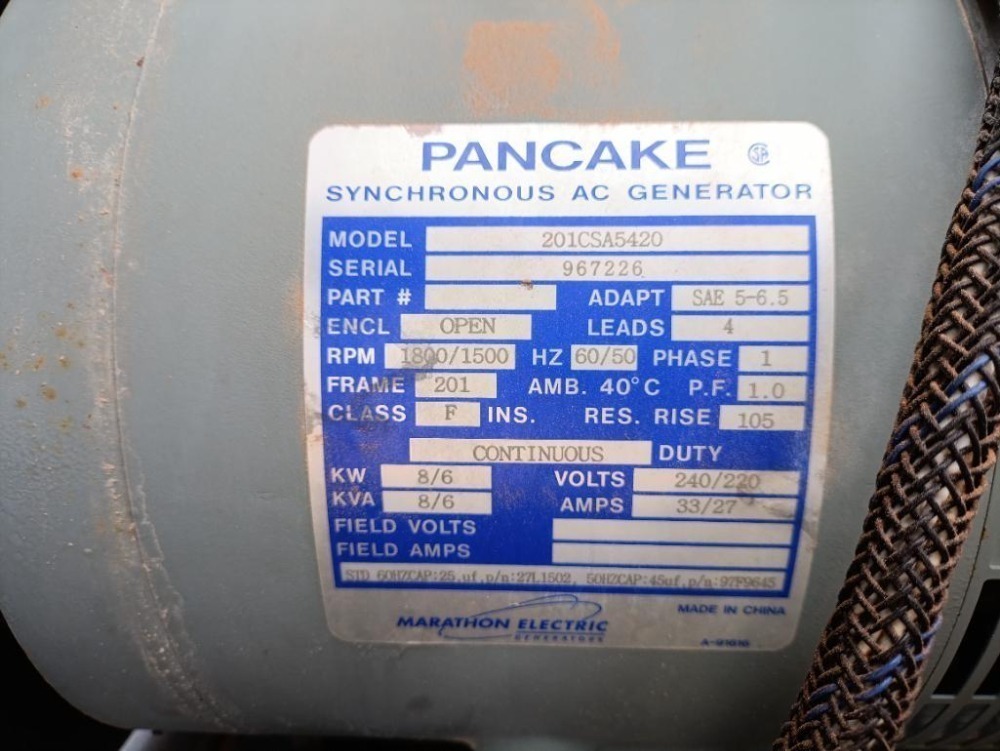 PANCAKE
SYNCHRONOUS AC GENERATOR
MODEL 201CSA5420
SERIAL 967226
PART # ADAPT SAE 5-6.5
ENCL OPEN LEADS 4
RPM 1800/1500 HZ 60/50 PHASE 1
FRAME 201 AMB. 40°C P.F. 1.0
CLASS F INS. RES. RISE 105
CONTINUOUS DUTY
KW 8/6 VOLTS 240/220
KVA 8/6 AMPS 33/27
FIELD VOLTS
FIELD AMPS
STD 60HZCAP:25,uf,p/n:27L1502, 50HZCAP:45uf,p/n:97F9645
MARATHON ELECTRIC
GENERATORS
MADE IN CHINA